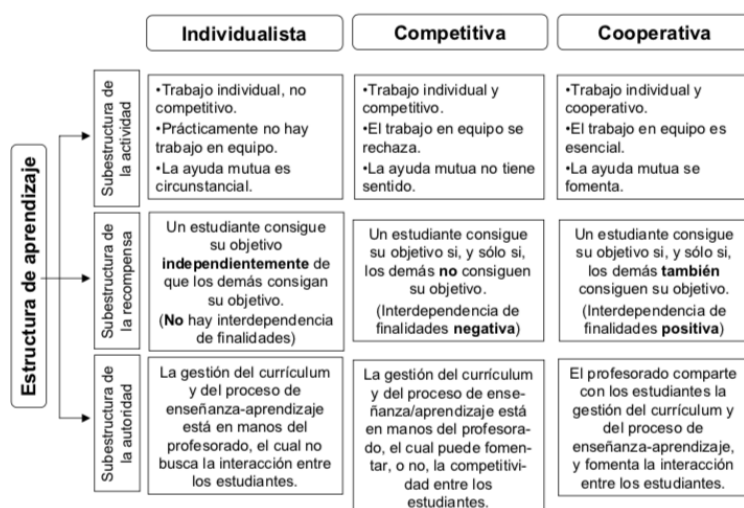 Individualista
Competitiva
Cooperativa
Estructura de aprendizaje
Subestructura de
la actividad
•Trabajo individual, no
competitivo.
•Prácticamente no hay
trabajo en equipo.
•La ayuda mutua es
circunstancial.
•Trabajo individual y
competitivo.
•El trabajo en equipo se
rechaza.
•La ayuda mutua no tiene
sentido.
•Trabajo individual y
cooperativo.
•El trabajo en equipo es
esencial.
•La ayuda mutua se
fomenta.
Subestructura de
la recompensa
Un estudiante consigue
su objetivo
independientemente de
que los demás consigan
su objetivo.
(No hay interdependencia
de finalidades)
Un estudiante consigue
su objetivo si, y sólo si,
los demás no consiguen
su objetivo.
(Interdependencia de
finalidades negativa)
Un estudiante consigue
su objetivo si, y sólo si,
los demás también
consiguen su objetivo.
(Interdependencia de
finalidades positiva)
Subestructura de
la autoridad
La gestión del currículum
y del proceso de
enseñanza-aprendizaje
está en manos del
profesorado, el cual no
busca la interacción entre
los estudiantes.
La gestión del currículum
y del proceso de ense-
ñanza/aprendizaje está
en manos del profesora-
do, el cual puede fomen-
tar, o no, la competitivi-
dad entre los
estudiantes.
El profesorado comparte
con los estudiantes la
gestión del currículum y
del proceso de
enseñanza-aprendizaje,
y fomenta la interacción
entre los estudiantes.